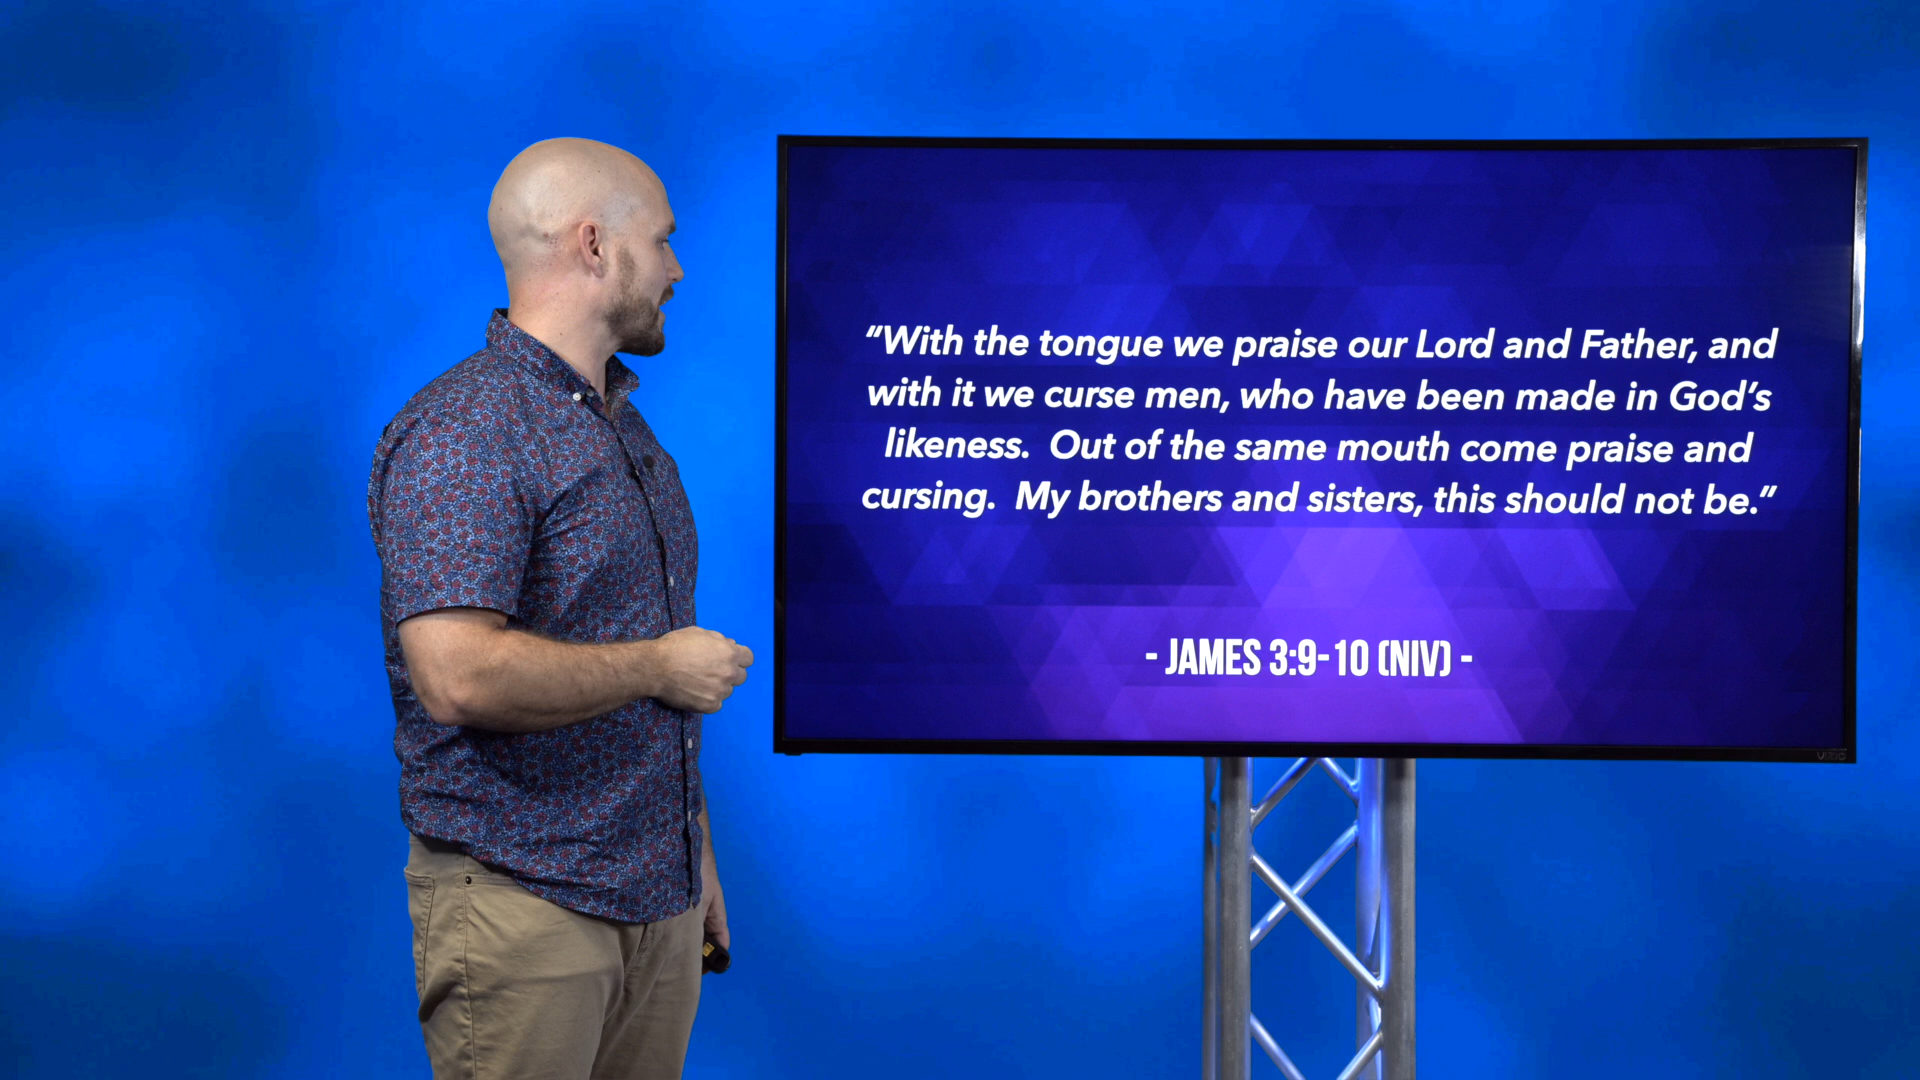 “With the tongue we praise our Lord and Father, and
with it we curse men, who have been made in God’s
likeness.  Out of the same mouth come praise and
cursing.  My brothers and sisters, this should not be.”
- JAMES 3:9-10 (NIV) -
VIZIO